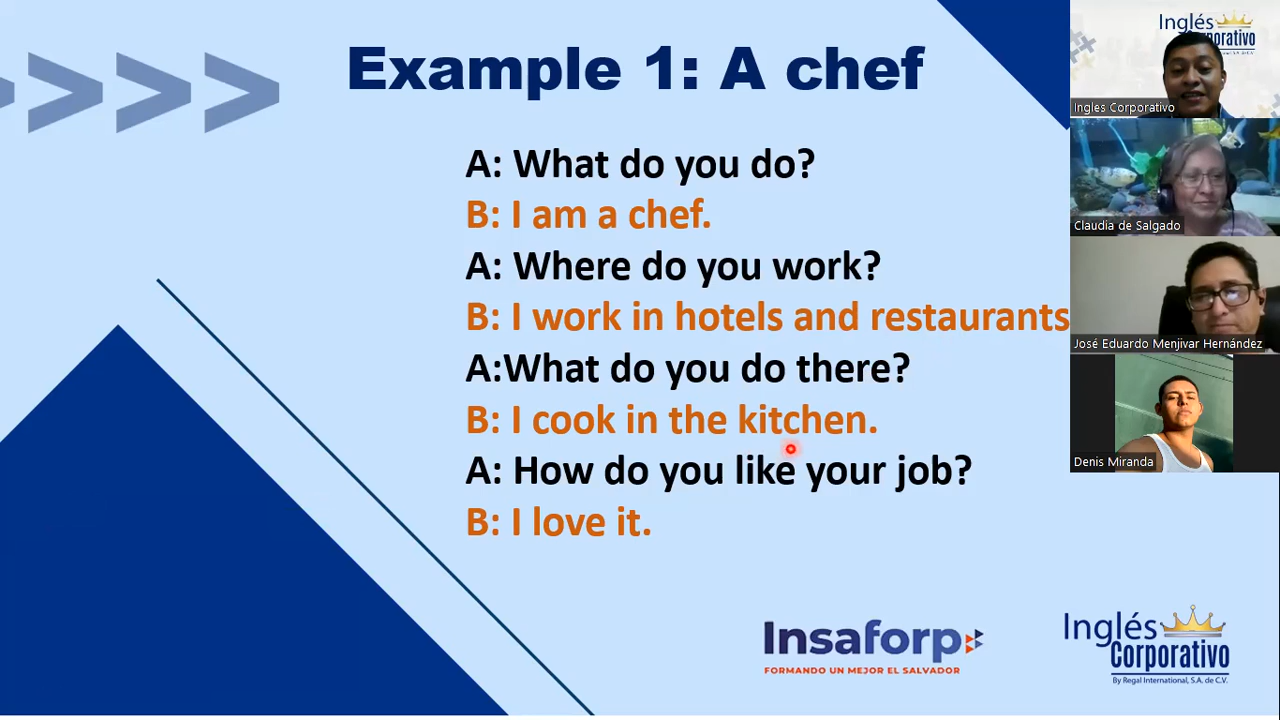 Example 1: A chef
A: What do you do?
B: I am a chef.
A: Where do you work?
B: I work in hotels and restaurants
A:What do you do there?
B: I cook in the kitchen.
A: How do you like your job?
B: I love it.
Insaforp
FORMANDO UN MEJOR EL SALVADOR
Inglés
Corporativo
By Regal International, S.A. de C.V.
Inglés
Corporativo
Ingles Corporativo
Claudia de Salgado
José Eduardo Menjivar Hernández
Denis Miranda